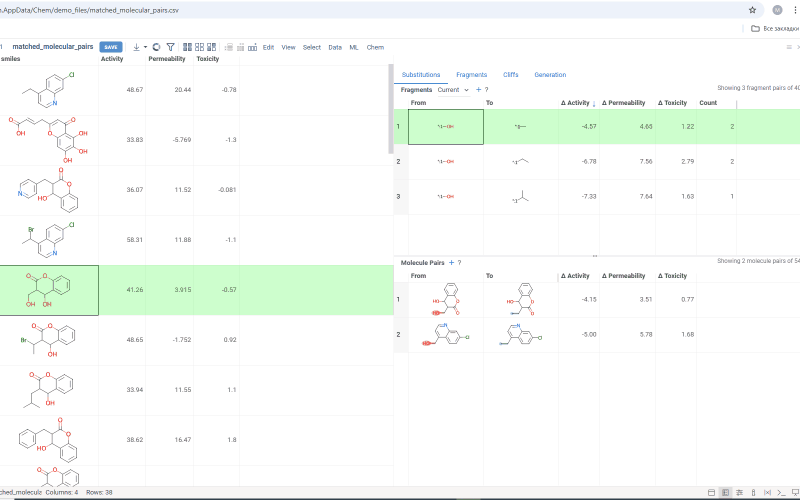 n.AppData/Chem/demo_files/matched_molecular_pairs.csv
M
Все закладки
matched_molecular_pairs SAVE Edit View Select Data ML Chem
smiles Activity Permeability Toxicity
48.67 20.44 -0.78
33.83 -5.769 -1.3
36.07 11.52 -0.081
58.31 11.88 -1.1
41.26 3.915 -0.57
48.65 -1.752 0.92
33.94 11.55 1.1
38.62 16.47 1.8
Substitutions Fragments Cliffs Generation
Fragments Current + ? Showing 3 fragment pairs of 40
From To Δ Activity ↓ Δ Permeability Δ Toxicity Count
1 -4.57 4.65 1.22 2
2 -6.78 7.56 2.79 2
3 -7.33 7.64 1.63 1
Molecule Pairs + ? Showing 2 molecule pairs of 54
From To Δ Activity Δ Permeability Δ Toxicity
1 -4.15 3.51 0.77
2 -5.00 5.78 1.68
ched_molecula Columns: 4 Rows: 38